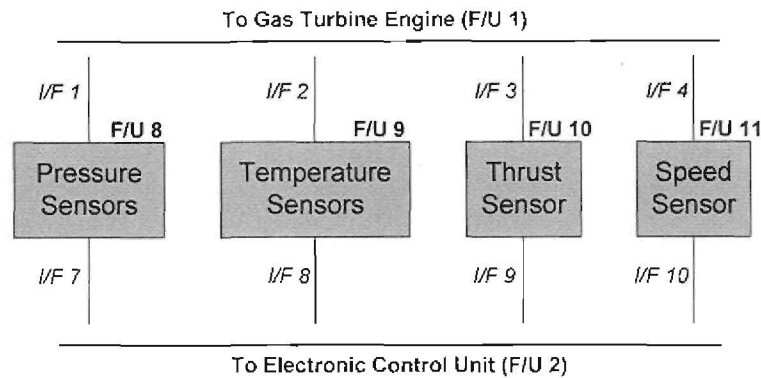 To Gas Turbine Engine (F/U 1)
I/F 1 I/F 2 I/F 3 I/F 4
F/U 8 F/U 9 F/U 10 F/U 11
Pressure Temperature Thrust Speed
Sensors Sensors Sensor Sensor
I/F 7 I/F 8 I/F 9 I/F 10
To Electronic Control Unit (F/U 2)